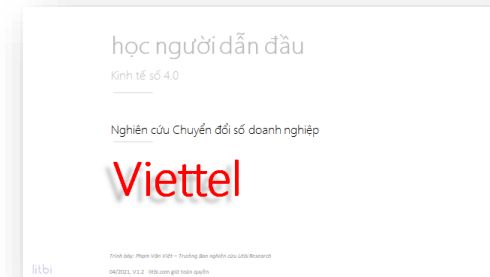 học người dẫn đầu
Kinh tế số 4.0
Nghiên cứu Chuyển đổi số doanh nghiệp
Viettel
Trình bày: Phạm Văn Việt – Trưởng Ban nghiên cứu Litbi Research
04/2021, V1.2 - litbi.com giữ toàn quyền
litbi